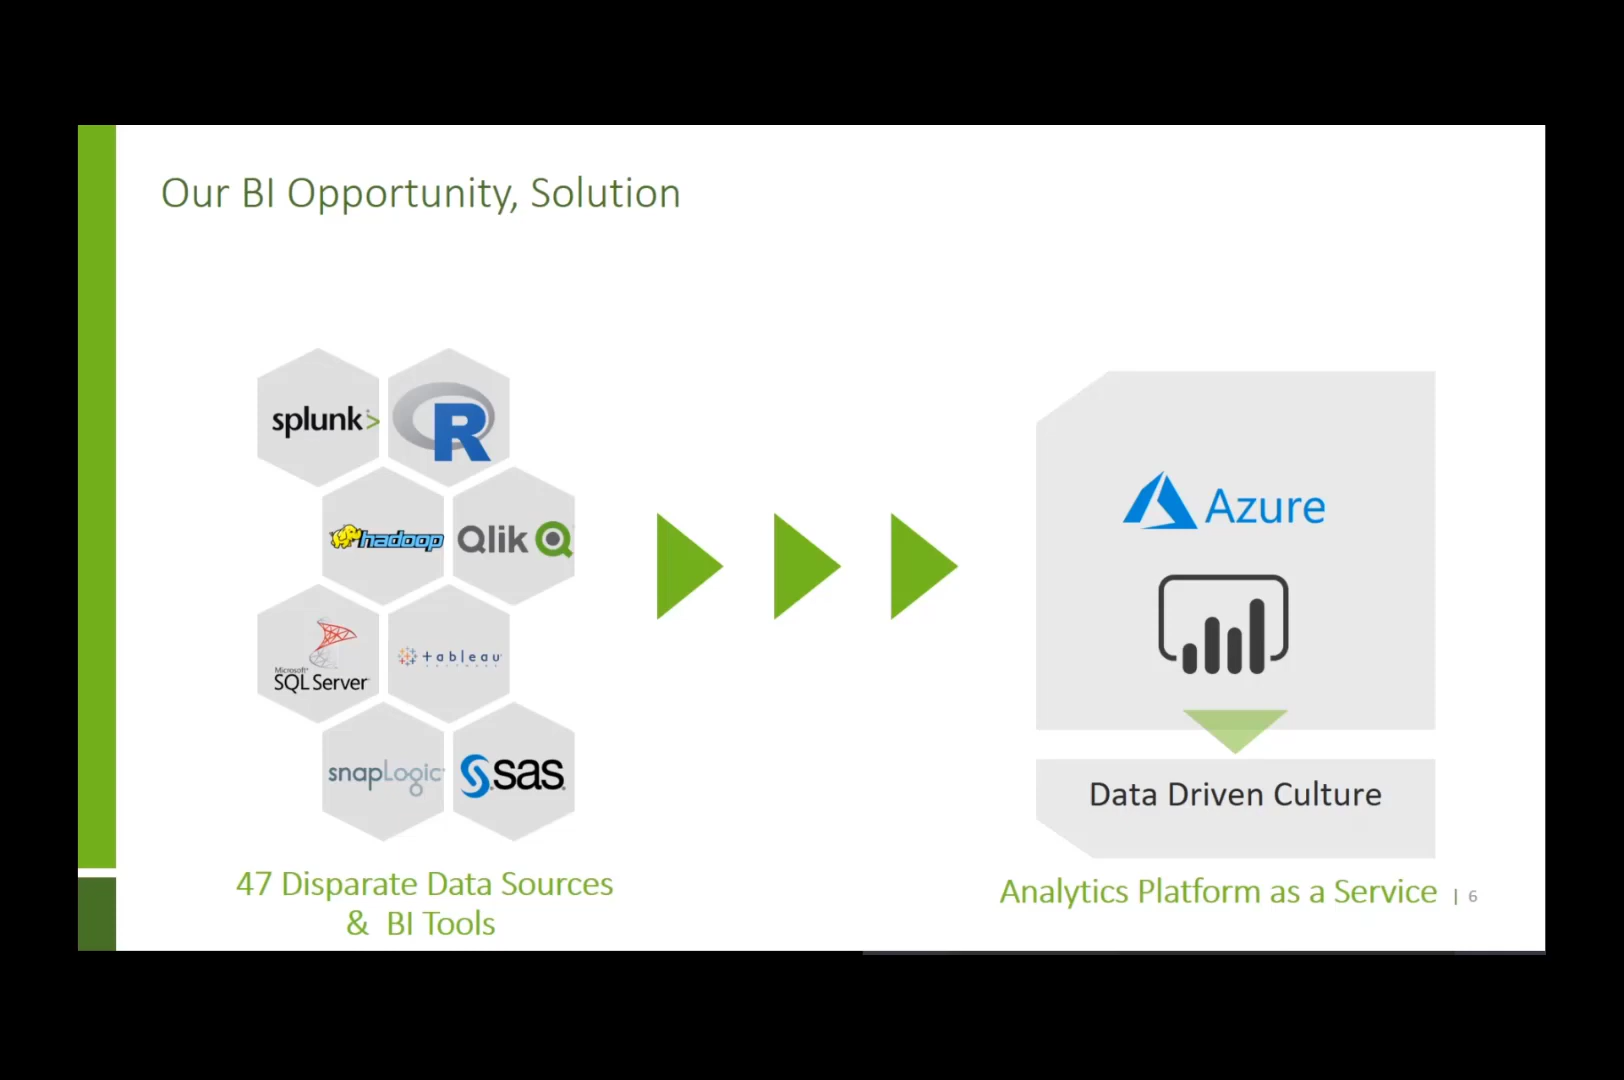 Our BI Opportunity, Solution
splunk>
R
hadoop
Qlik
Microsoft®
SQL Server
+ableau
snapLogic
sas
47 Disparate Data Sources
& BI Tools
Azure
Data Driven Culture
Analytics Platform as a Service
| 6